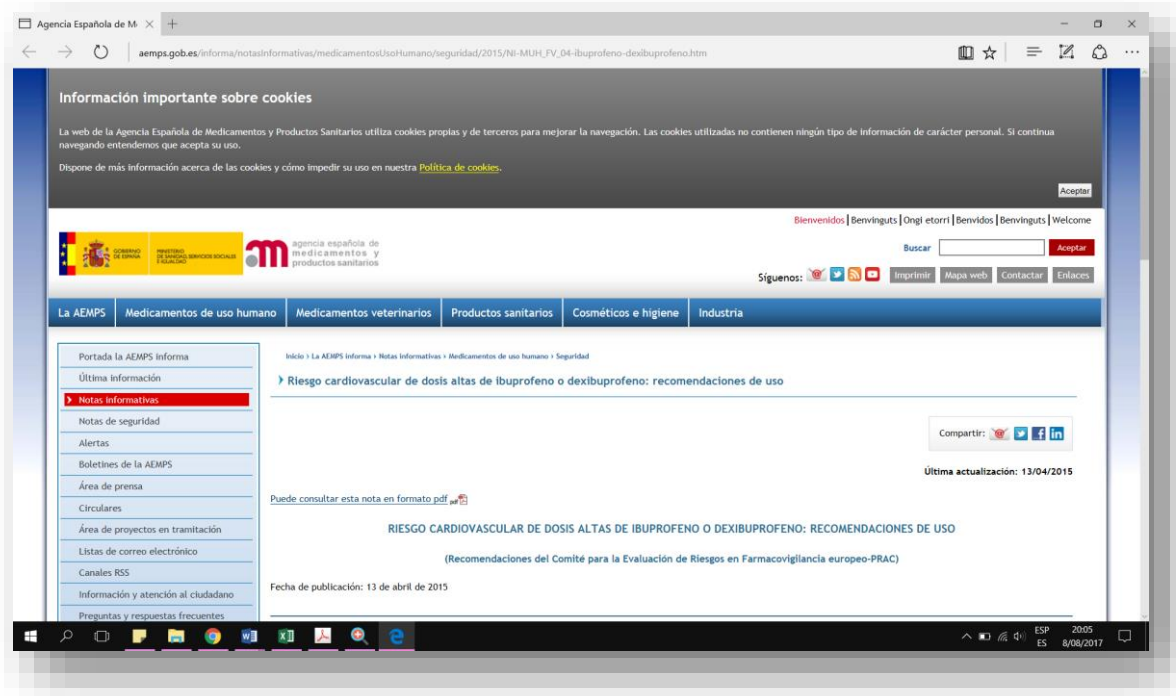 Agencia Española de M
aemps.gob.es/informa/notasInformativas/medicamentosUsoHumano/seguridad/2015/NI-MUH_FV_04-ibuprofeno-dexibuprofeno.htm
Información importante sobre cookies
La web de la Agencia Española de Medicamentos y Productos Sanitarios utiliza cookies propias y de terceros para mejorar la navegación. Las cookies utilizadas no contienen ningún tipo de información de carácter personal. Si continua
navegando entendemos que acepta su uso.
Dispone de más información acerca de las cookies y cómo impedir su uso en nuestra Política de cookies.
Aceptar
Bienvenidos | Benvinguts | Ongi etorri | Benvidos | Benvinguts | Welcome
GOBIERNO
DE ESPAÑA
MINISTERIO
DE SANIDAD, SERVICIOS SOCIALES
E IGUALDAD
agencia española de
medicamentos y
productos sanitarios
Buscar
Aceptar
Síguenos:
Imprimir Mapa web Contactar Enlaces
La AEMPS Medicamentos de uso humano Medicamentos veterinarios Productos sanitarios Cosméticos e higiene Industria
Portada la AEMPS informa
Última información
Notas informativas
Notas de seguridad
Alertas
Boletines de la AEMPS
Área de prensa
Circulares
Área de proyectos en tramitación
Listas de correo electrónico
Canales RSS
Información y atención al ciudadano
Preguntas y respuestas frecuentes
Inicio › La AEMPS informa › Notas informativas › Medicamentos de uso humano › Seguridad
Riesgo cardiovascular de dosis altas de ibuprofeno o dexibuprofeno: recomendaciones de uso
Compartir:
Última actualización: 13/04/2015
Puede consultar esta nota en formato pdf
RIESGO CARDIOVASCULAR DE DOSIS ALTAS DE IBUPROFENO O DEXIBUPROFENO: RECOMENDACIONES DE USO
(Recomendaciones del Comité para la Evaluación de Riesgos en Farmacovigilancia europeo-PRAC)
Fecha de publicación: 13 de abril de 2015
ESP
ES
20:05
8/08/2017